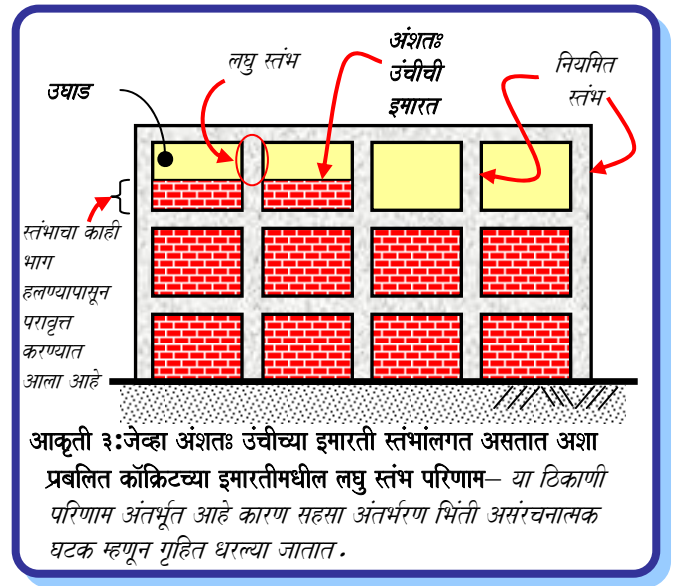 अंशतः
उंचीची
इमारत
लघु स्तंभ
नियमित
स्तंभ
उघाड
स्तंभाचा काही
भाग
हलण्यापासून
परावृत्त
करण्यात
आला आहे
आकृती ३:जेव्हा अंशतः उंचीच्या इमारती स्तंभांलगत असतात अशा
प्रबलित कॉक्रिटच्या इमारतीमधील लघु स्तंभ परिणाम– या ठिकाणी
परिणाम अंतर्भूत आहे कारण सहसा अंतर्भरण भिंती असंरचनात्मक
घटक म्हणून गृहित धरल्या जातात.